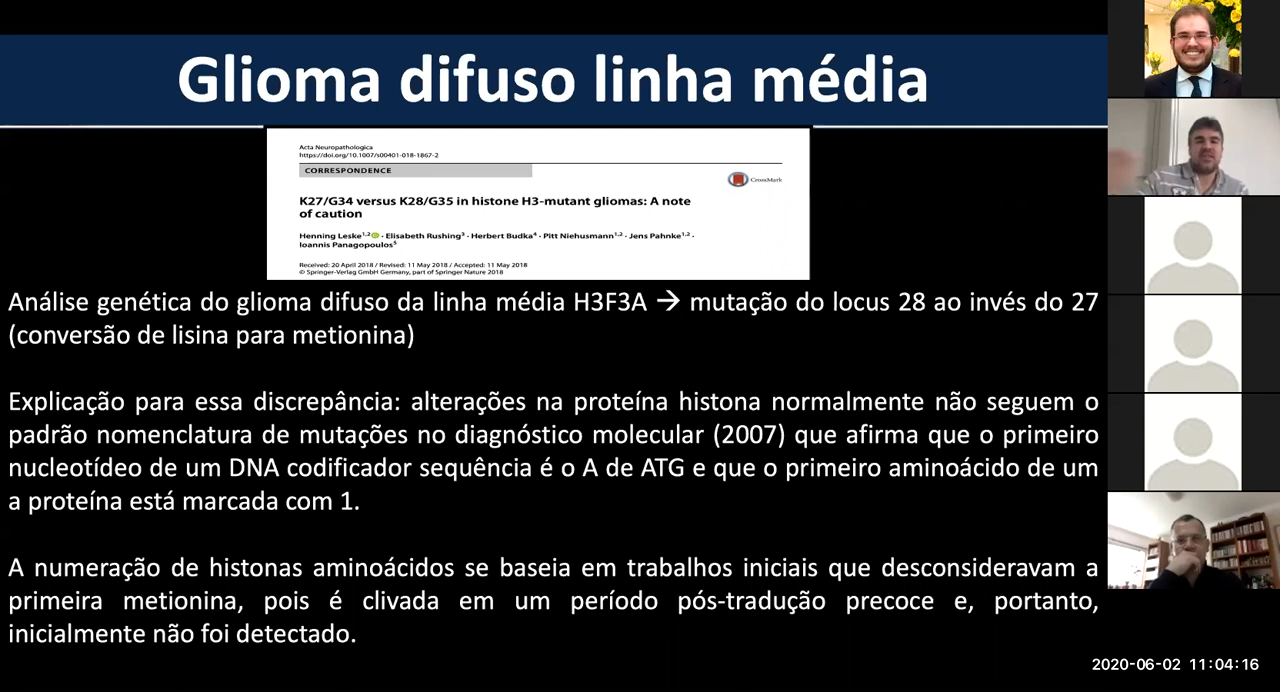 Glioma difuso linha média
Acta Neuropathologica
https://doi.org/10.1007/s00401-018-1867-2
CORRESPONDENCE
CrossMark
K27/G34 versus K28/G35 in histone H3-mutant gliomas: A note
of caution
Henning Leske1,2 · Elisabeth Rushing3 · Herbert Budka4 · Pitt Niehusmann1,2 · Jens Pahnke1,2 ·
Ioannis Panagopoulos5
Received: 20 April 2018 / Revised: 11 May 2018 / Accepted: 11 May 2018
© Springer-Verlag GmbH Germany, part of Springer Nature 2018
Análise genética do glioma difuso da linha média H3F3A → mutação do locus 28 ao invés do 27
(conversão de lisina para metionina)
Explicação para essa discrepância: alterações na proteína histona normalmente não seguem o
padrão nomenclatura de mutações no diagnóstico molecular (2007) que afirma que o primeiro
nucleotídeo de um DNA codificador sequência é o A de ATG e que o primeiro aminoácido de um
a proteína está marcada com 1.
A numeração de histonas aminoácidos se baseia em trabalhos iniciais que desconsideravam a
primeira metionina, pois é clivada em um período pós-tradução precoce e, portanto,
inicialmente não foi detectado.
2020-06-02 11:04:16